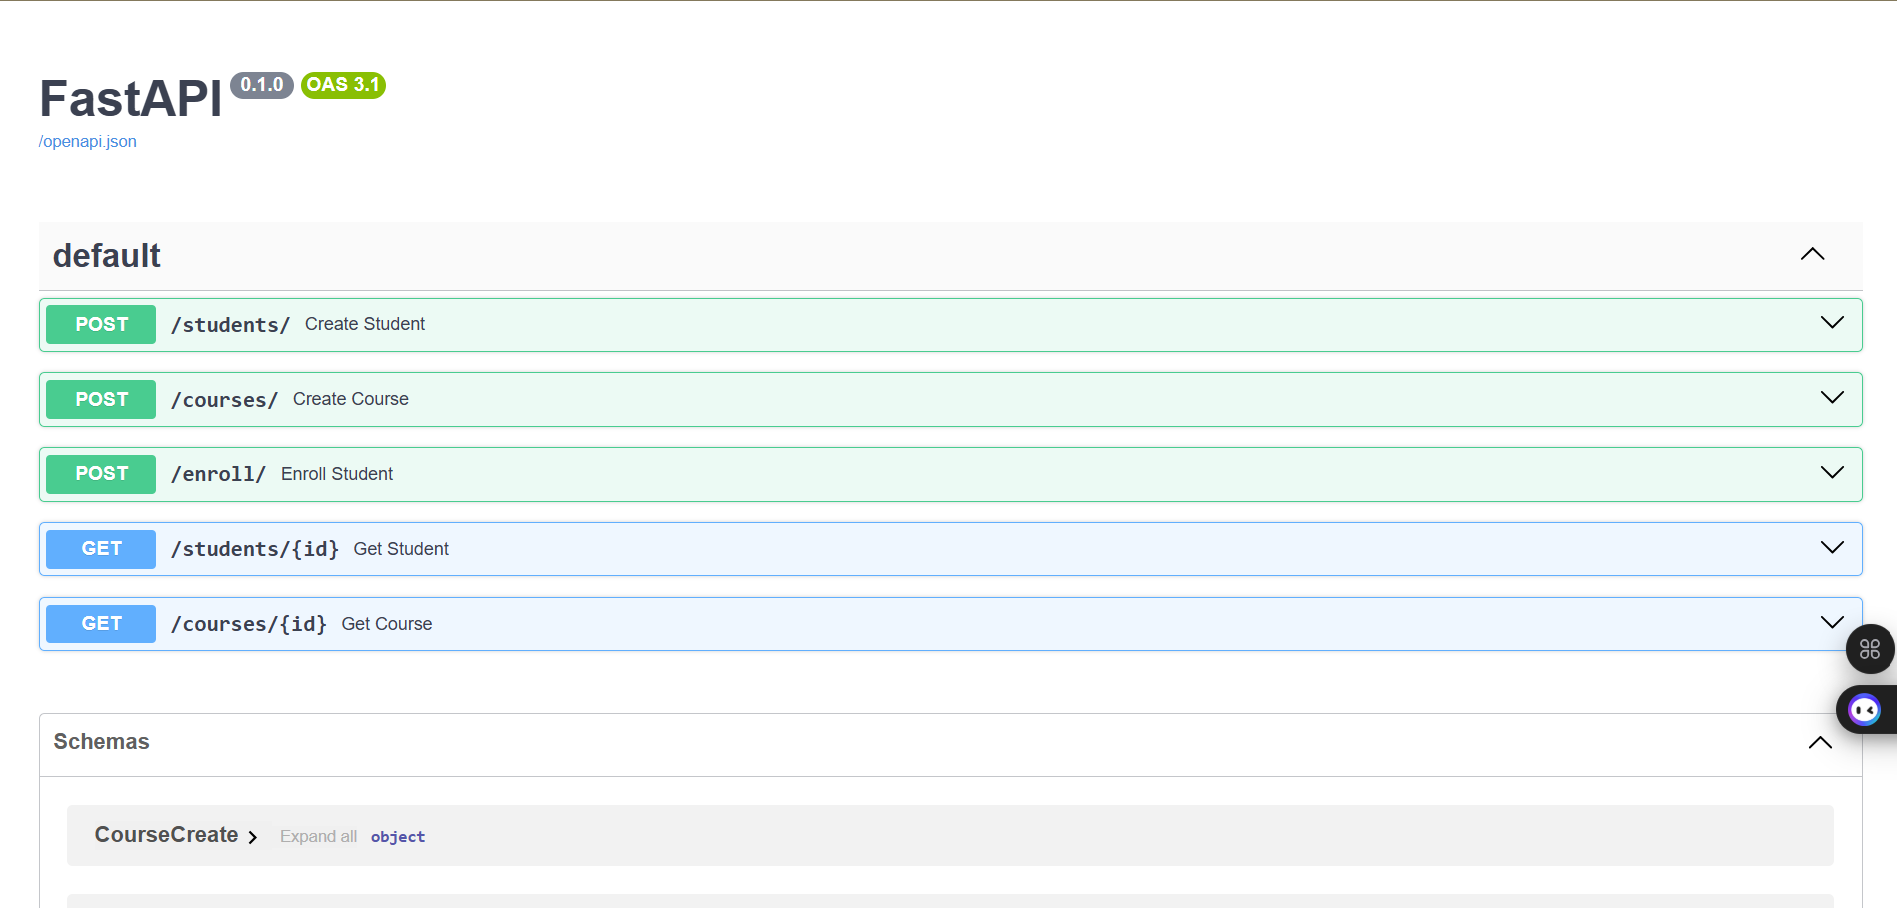 FastAPI 0.1.0 OAS 3.1
/openapi.json
default
POST /students/ Create Student
POST /courses/ Create Course
POST /enroll/ Enroll Student
GET /students/{id} Get Student
GET /courses/{id} Get Course
Schemas
CourseCreate Expand all object